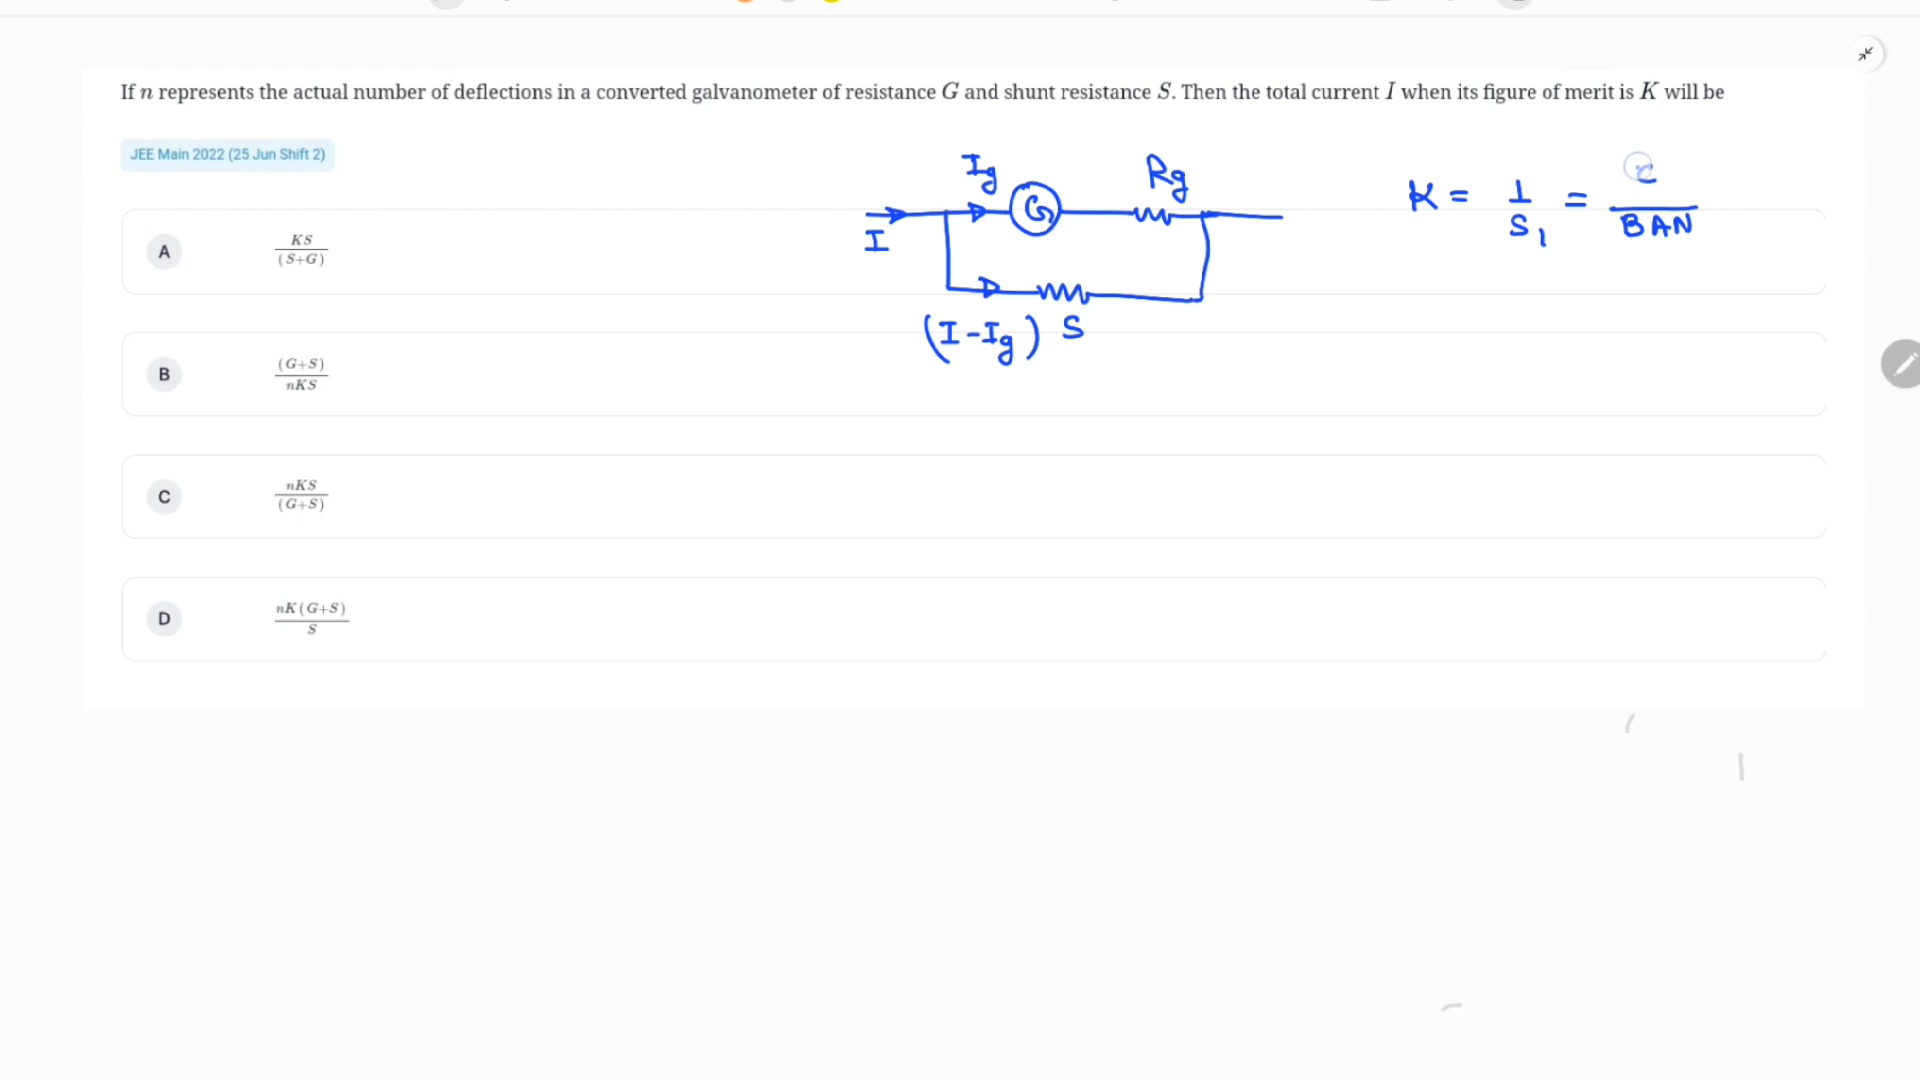 If n represents the actual number of deflections in a converted galvanometer of resistance G and shunt resistance S. Then the total current I when its figure of merit is K will be
JEE Main 2022 (25 Jun Shift 2)
A KS/(S+G)
B (G+S)/nKS
C nKS/(G+S)
D nK(G+S)/S
Ig
Rg
G
I
(I-Ig) S
K = 1/S1 = c/BAN